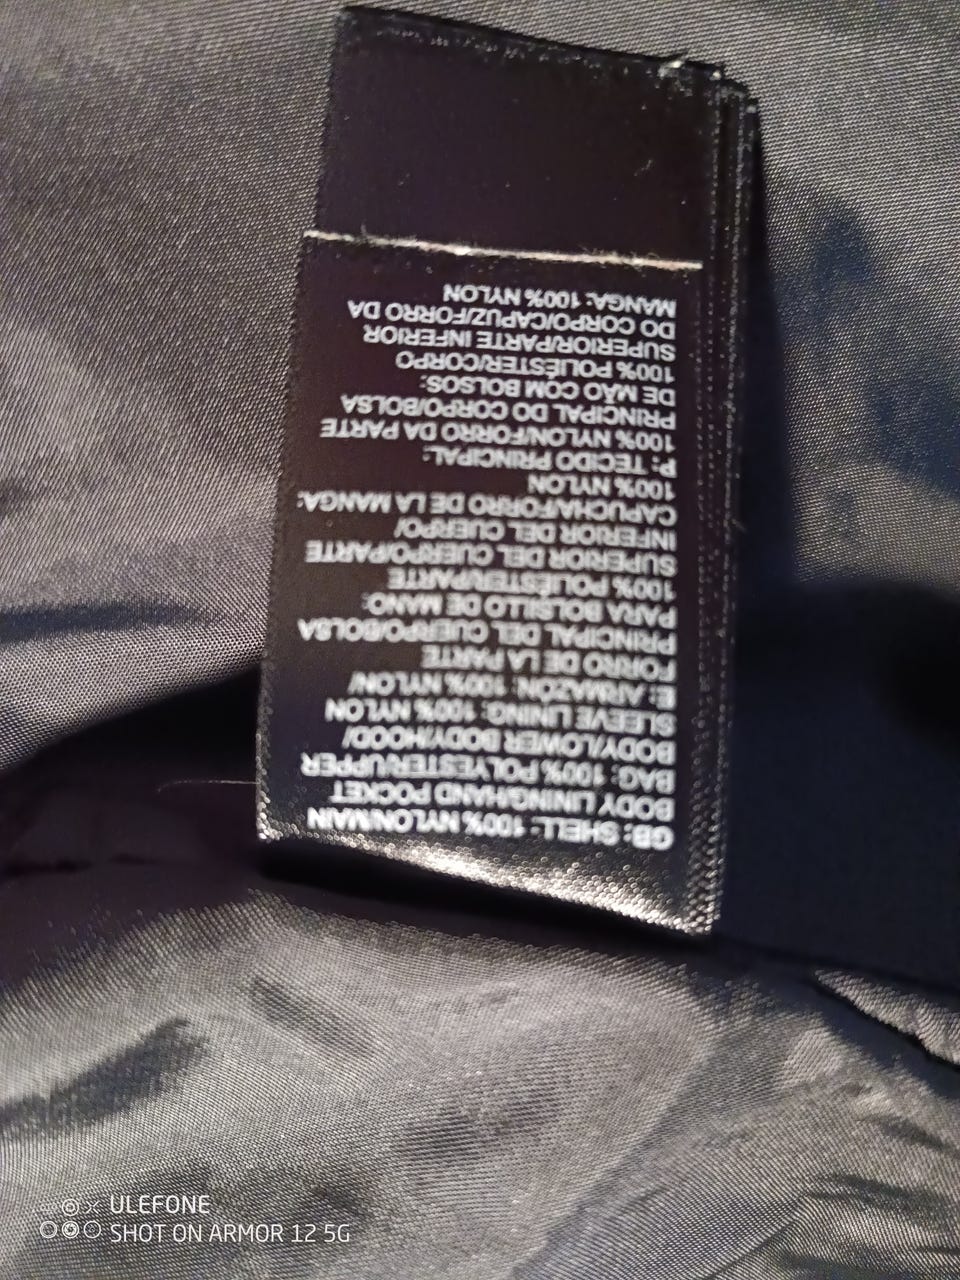 GB: SHELL: 100% NYLON/MAIN
BODY LINING/HAND POCKET
BAG: 100% POLYESTER/UPPER
BODY/LOWER BODY/HOOD/
SLEEVE LINING: 100% NYLON
E: ARMAZÓN: 100% NYLON/
FORRO DE LA PARTE
PRINCIPAL DEL CUERPO/BOLSA
PARA BOLSILLO DE MANO:
100% POLIÉSTER/PARTE
SUPERIOR DEL CUERPO/PARTE
INFERIOR DEL CUERPO/
CAPUCHA/FORRO DE LA MANGA:
100% NYLON
P: TECIDO PRINCIPAL:
100% NYLON/FORRO DA PARTE
PRINCIPAL DO CORPO/BOLSA
DE MÃO COM BOLSOS:
100% POLIÉSTER/CORPO
SUPERIOR/PARTE INFERIOR
DO CORPO/CAPUZ/FORRO DA
MANGA: 100% NYLON
ULEFONE
SHOT ON ARMOR 12 5G